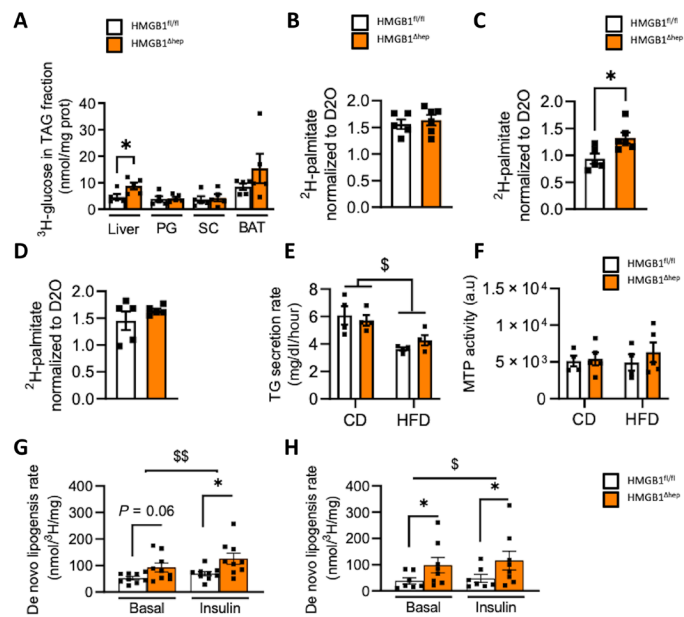 A
HMGB1fl/fl
HMGB1Δhep
³H-glucose in TAG fraction
(nmol/mg prot)
40
30
20
10
0
*
Liver
PG
SC
BAT
B
HMGB1fl/fl
HMGB1Δhep
²H-palmitate
normalized to D2O
2.0
1.5
1.0
0.5
0.0
C
HMGB1fl/fl
HMGB1Δhep
²H-palmitate
normalized to D2O
2.0
1.5
1.0
0.5
0.0
*
D
²H-palmitate
normalized to D2O
2.0
1.5
1.0
0.5
0.0
E
TG secretion rate
(mg/dl/hour)
8
6
4
2
0
$
CD
HFD
F
HMGB1fl/fl
HMGB1Δhep
MTP activity (a.u)
1.5 × 10⁴
1.0 × 10⁴
5 × 10³
0
CD
HFD
G
De novo lipogenesis rate
(nmol/³H/mg)
400
300
200
100
0
$$
P = 0.06
*
Basal
Insulin
H
De novo lipogenesis rate
(nmol/³H/mg)
400
300
200
100
0
$
*
*
Basal
Insulin
HMGB1fl/fl
HMGB1Δhep